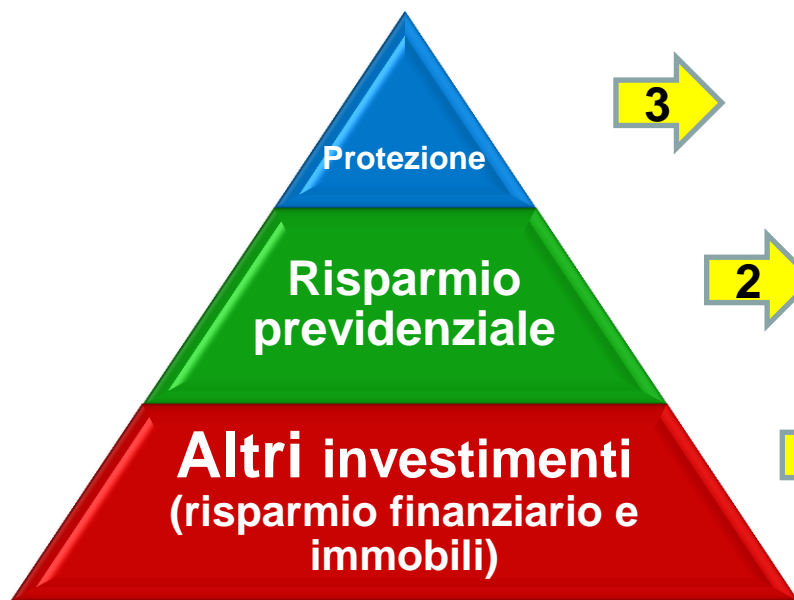 3
Protezione
Risparmio
previdenziale
2
Altri investimenti
(risparmio finanziario e
immobili)